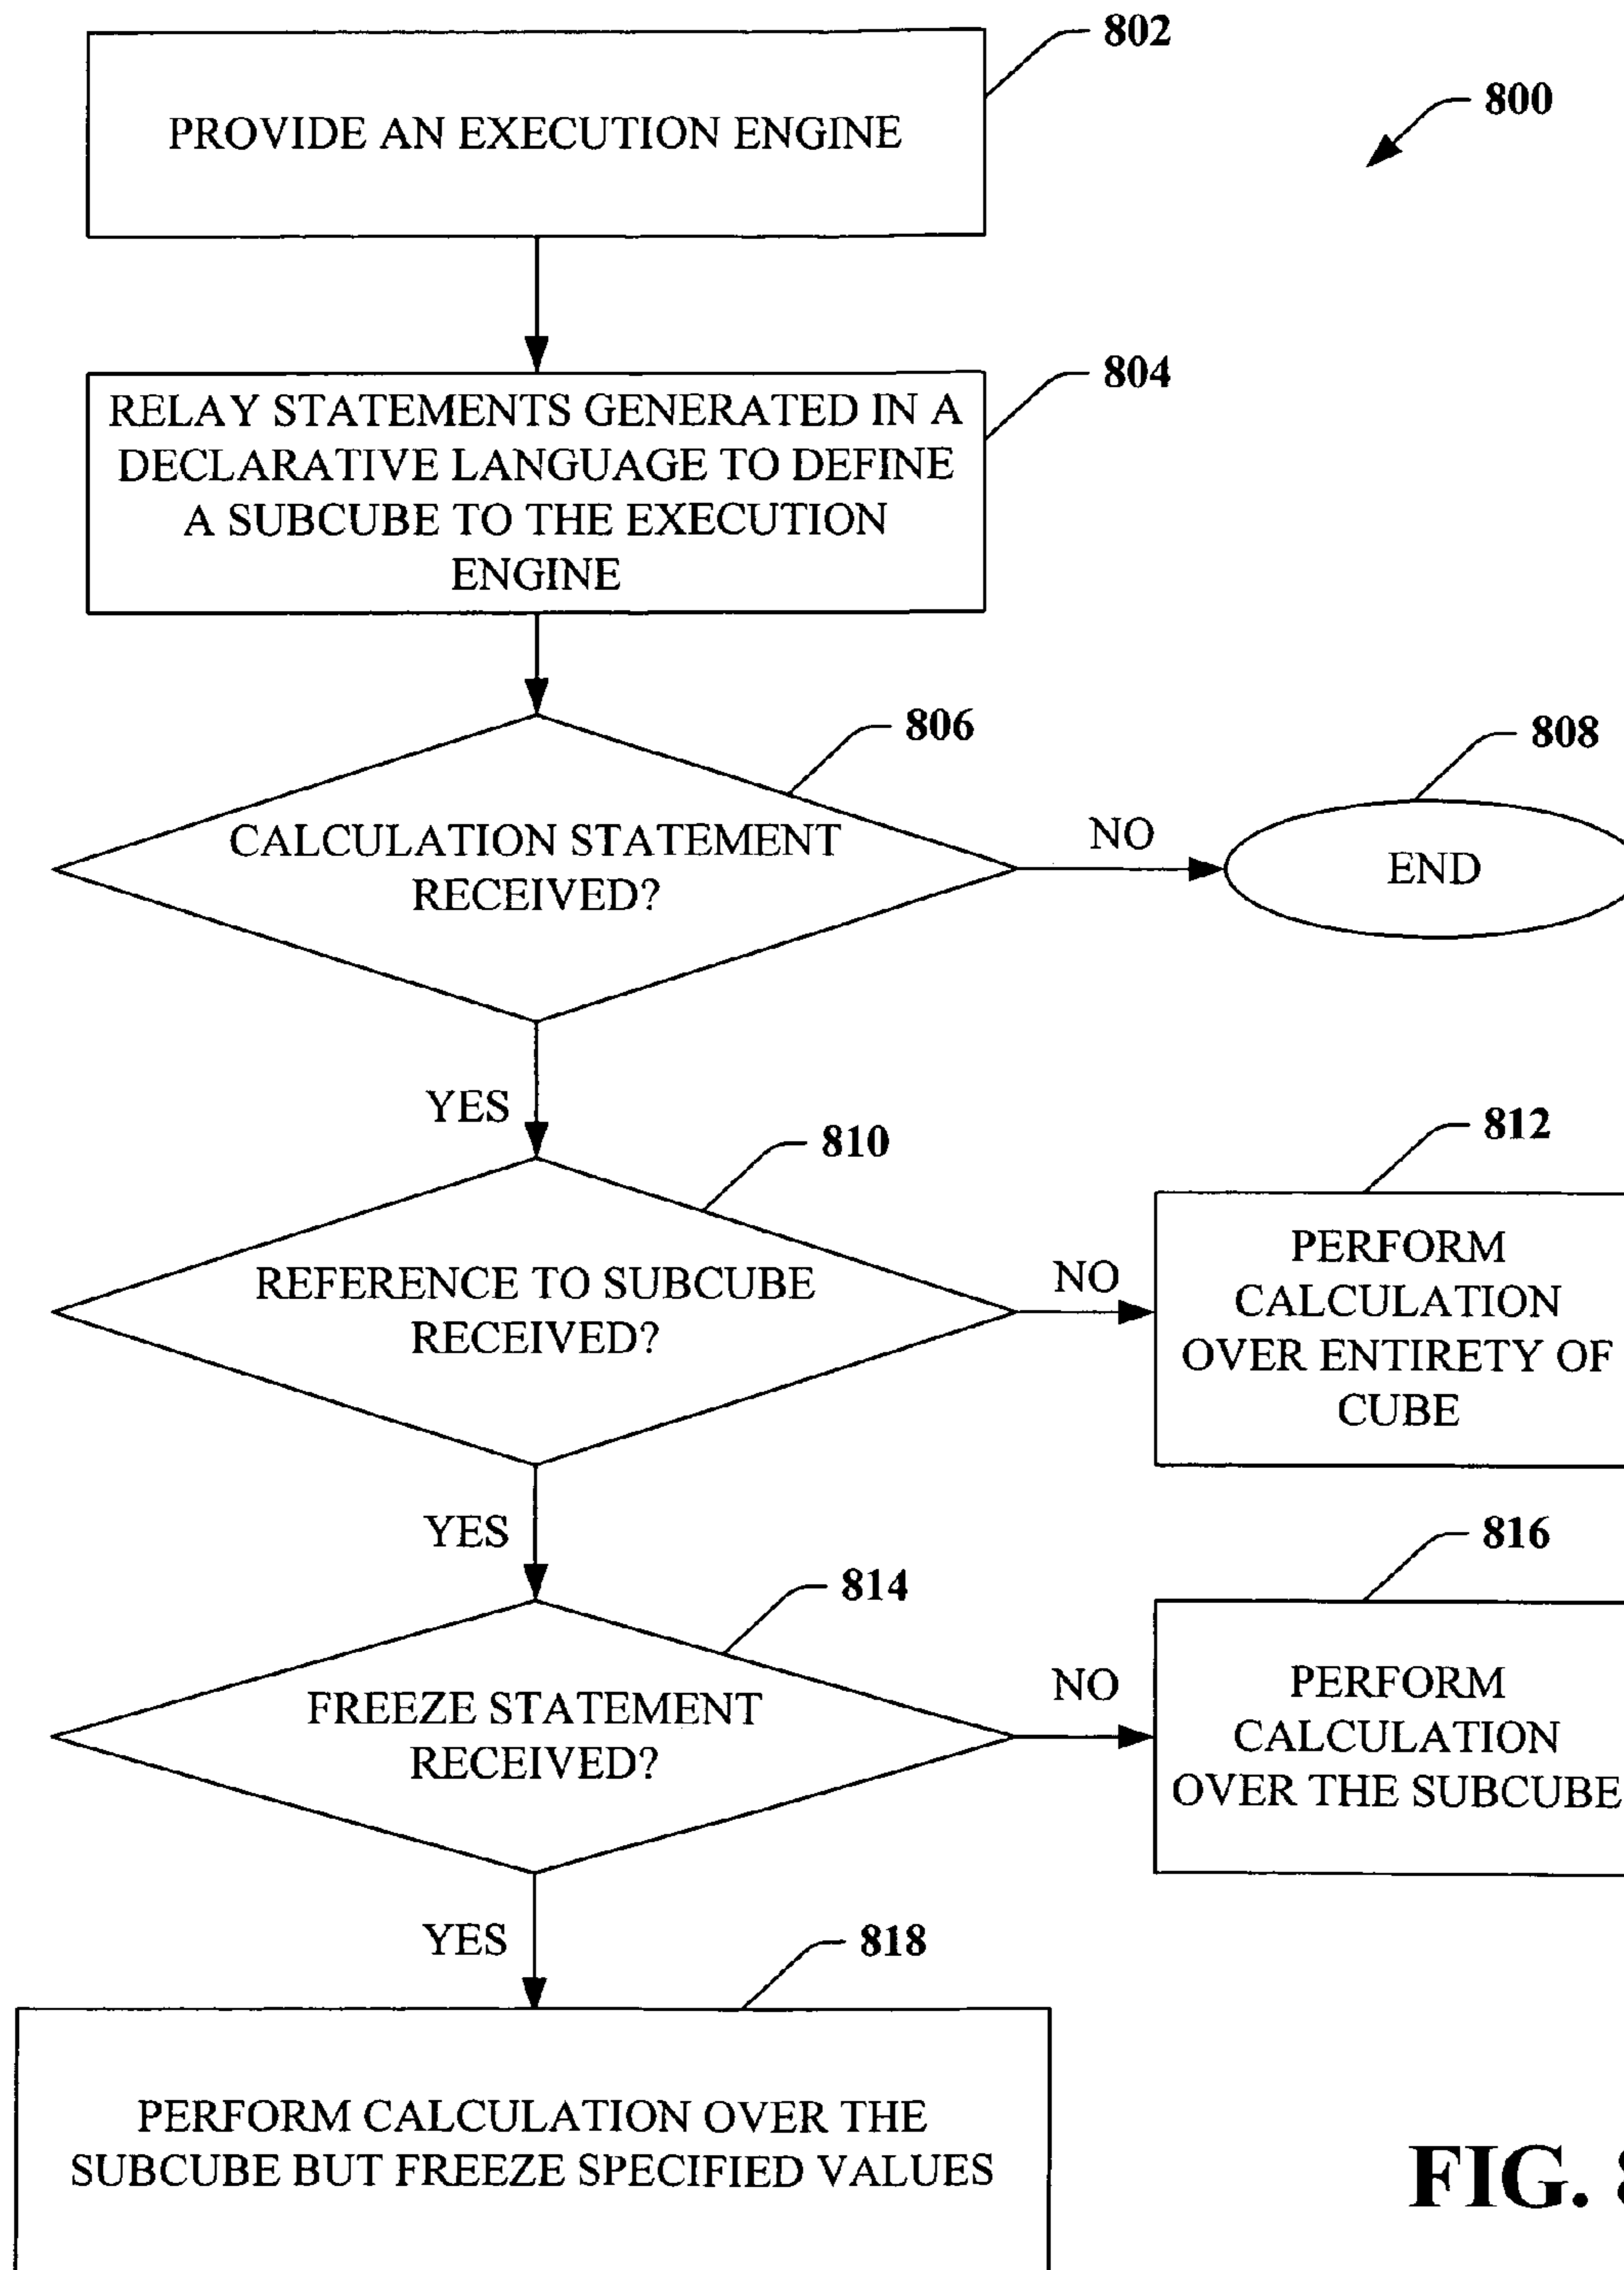 802
800
PROVIDE AN EXECUTION ENGINE
804
RELAY STATEMENTS GENERATED IN A
DECLARATIVE LANGUAGE TO DEFINE
A SUBCUBE TO THE EXECUTION
ENGINE
806
808
CALCULATION STATEMENT
RECEIVED?
NO
END
YES
810
812
REFERENCE TO SUBCUBE
RECEIVED?
NO
PERFORM
CALCULATION
OVER ENTIRETY OF
CUBE
YES
814
816
FREEZE STATEMENT
RECEIVED?
NO
PERFORM
CALCULATION
OVER THE SUBCUBE
YES
818
PERFORM CALCULATION OVER THE
SUBCUBE BUT FREEZE SPECIFIED VALUES
FIG. 8